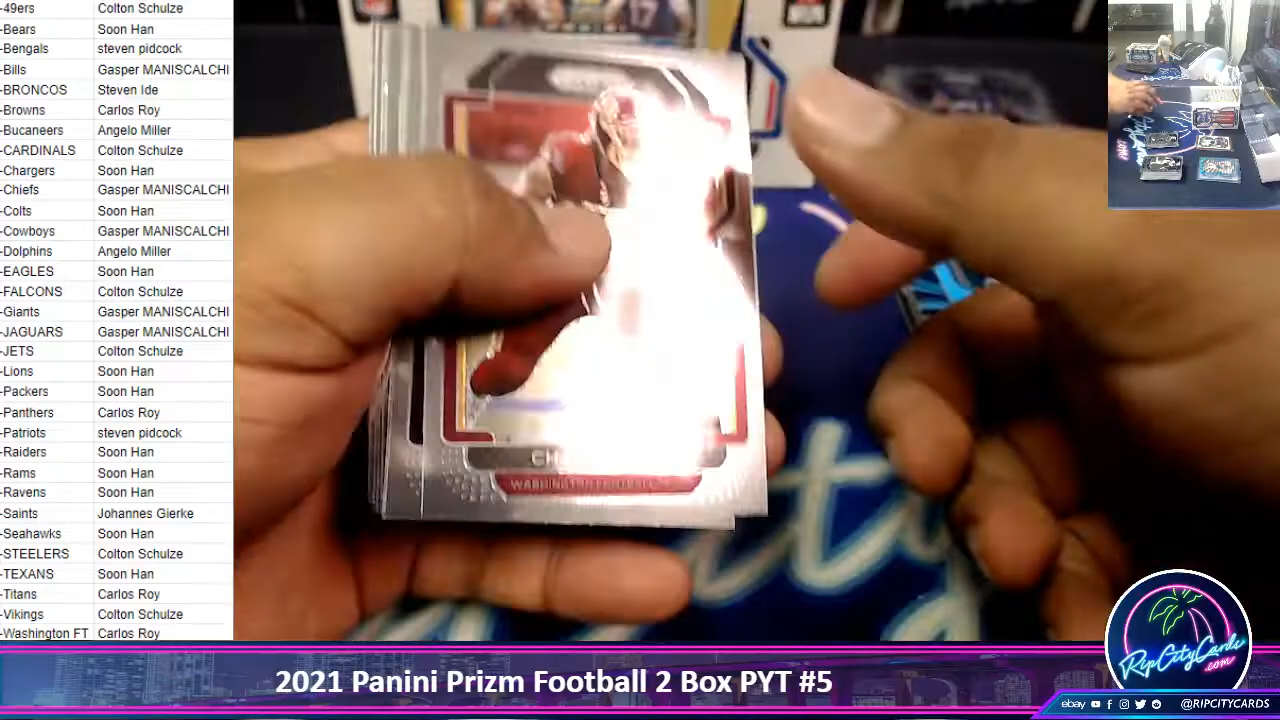 -49ers Colton Schulze
-Bears Soon Han
-Bengals steven pidcock
-Bills Gasper MANISCALCHI
-BRONCOS Steven Ide
-Browns Carlos Roy
-Bucaneers Angelo Miller
-CARDINALS Colton Schulze
-Chargers Soon Han
-Chiefs Gasper MANISCALCHI
-Colts Soon Han
-Cowboys Gasper MANISCALCHI
-Dolphins Angelo Miller
-EAGLES Soon Han
-FALCONS Colton Schulze
-Giants Gasper MANISCALCHI
-JAGUARS Gasper MANISCALCHI
-JETS Colton Schulze
-Lions Soon Han
-Packers Soon Han
-Panthers Carlos Roy
-Patriots steven pidcock
-Raiders Soon Han
-Rams Soon Han
-Ravens Soon Han
-Saints Johannes Gierke
-Seahawks Soon Han
-STEELERS Colton Schulze
-TEXANS Soon Han
-Titans Carlos Roy
-Vikings Colton Schulze
-Washington FT Carlos Roy
17
WASHINGTON FOOTBALL
2021 Panini Prizm Football 2 Box PYT #5
RipCityCards
.com
ebay @RIPCITYCARDS